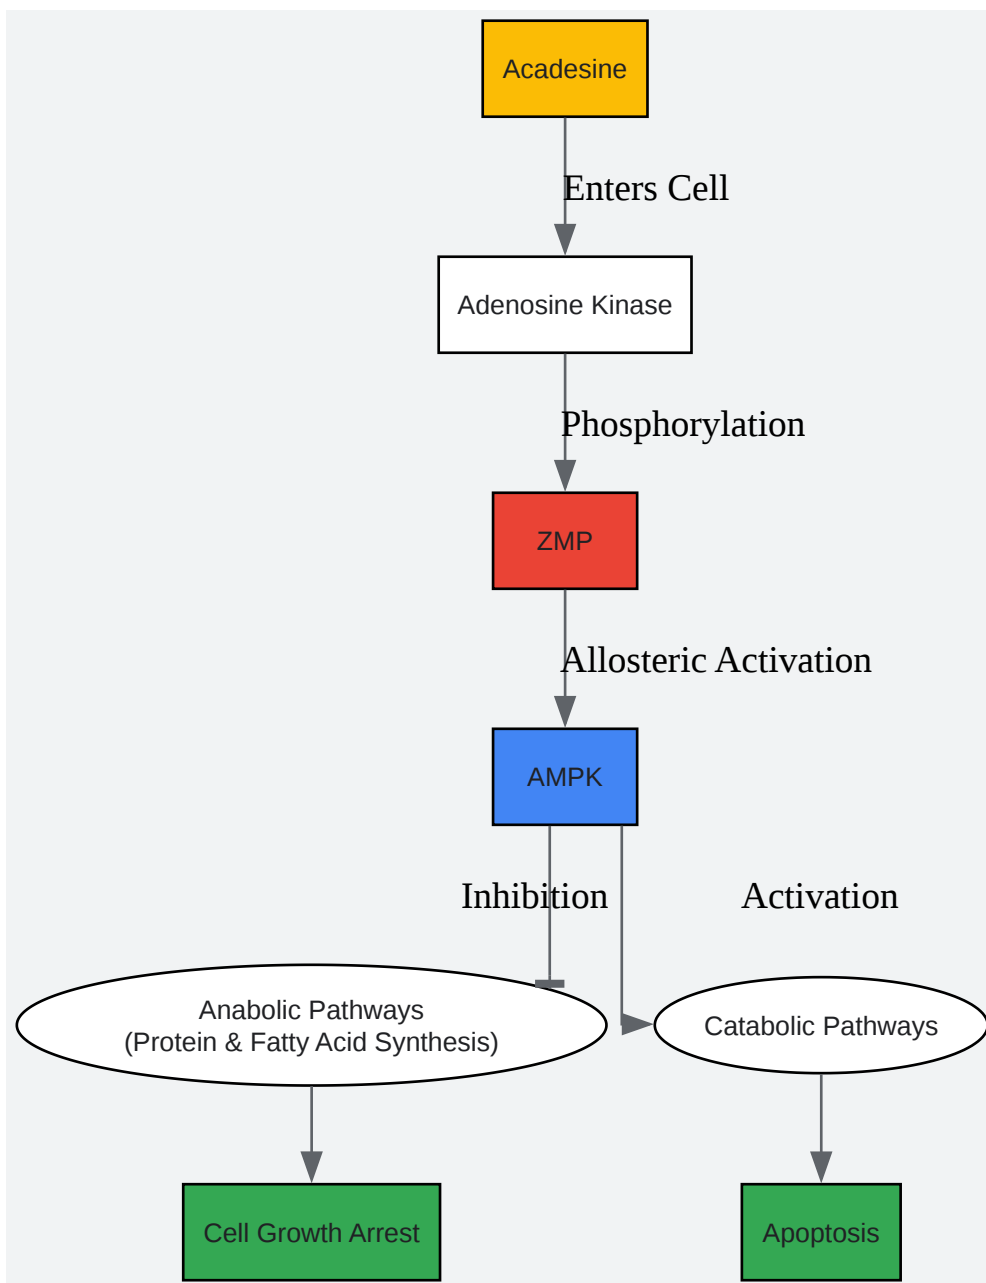 Acadesine
Enters Cell
Adenosine Kinase
Phosphorylation
ZMP
Allosteric Activation
AMPK
Inhibition
Activation
Anabolic Pathways
(Protein & Fatty Acid Synthesis)
Catabolic Pathways
Cell Growth Arrest
Apoptosis